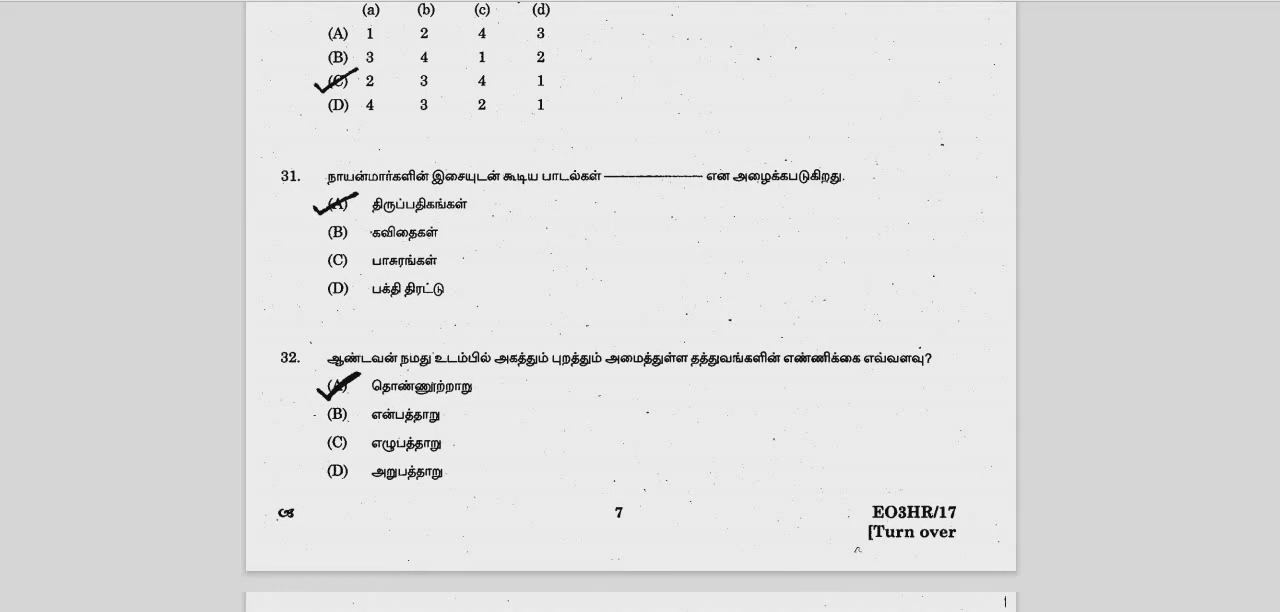 (a) (b) (c) (d)
(A) 1 2 4 3
(B) 3 4 1 2
(C) 2 3 4 1
(D) 4 3 2 1
31. நாயன்மார்களின் இசையுடன் கூடிய பாடல்கள் ——————— என அழைக்கபடுகிறது.
(A) திருப்பதிகங்கள்
(B) கவிதைகள்
(C) பாசுரங்கள்
(D) பக்தி திரட்டு
32. ஆண்டவன் நமது உடம்பில் அகத்தும் புறத்தும் அமைத்துள்ள தத்துவங்களின் எண்ணிக்கை எவ்வளவு?
(A) தொண்ணூற்றாறு
(B) என்பத்தாறு
(C) எழுபத்தாறு
(D) அறுபத்தாறு
7 EO3HR/17
[Turn over